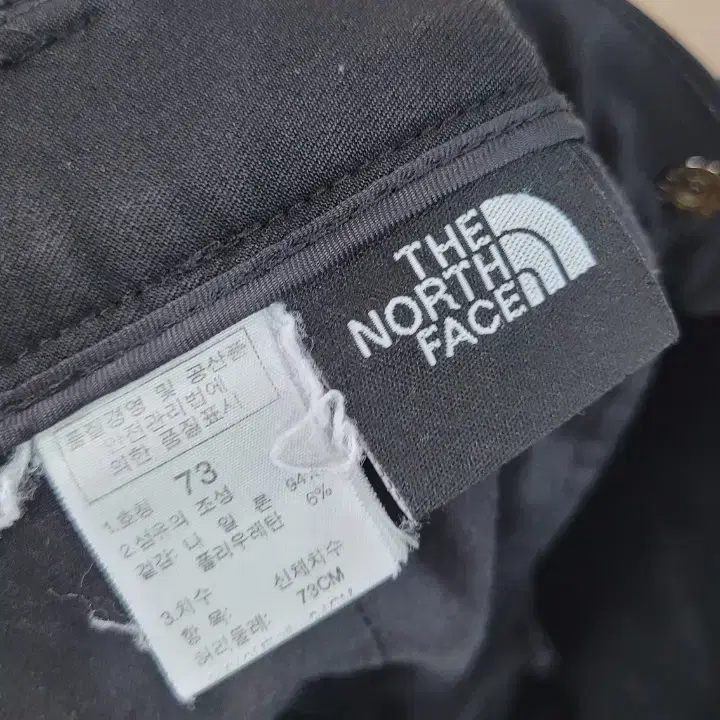 THE
NORTH
FACE
품질경영 및 공산품
안전관리법에
의한 품질표시
1.호칭 73
2.섬유의 조성
겉감: 나 일 론 94%
폴리우레탄 6%
3.치수 신체치수
항 목:
허리둘레: 73CM